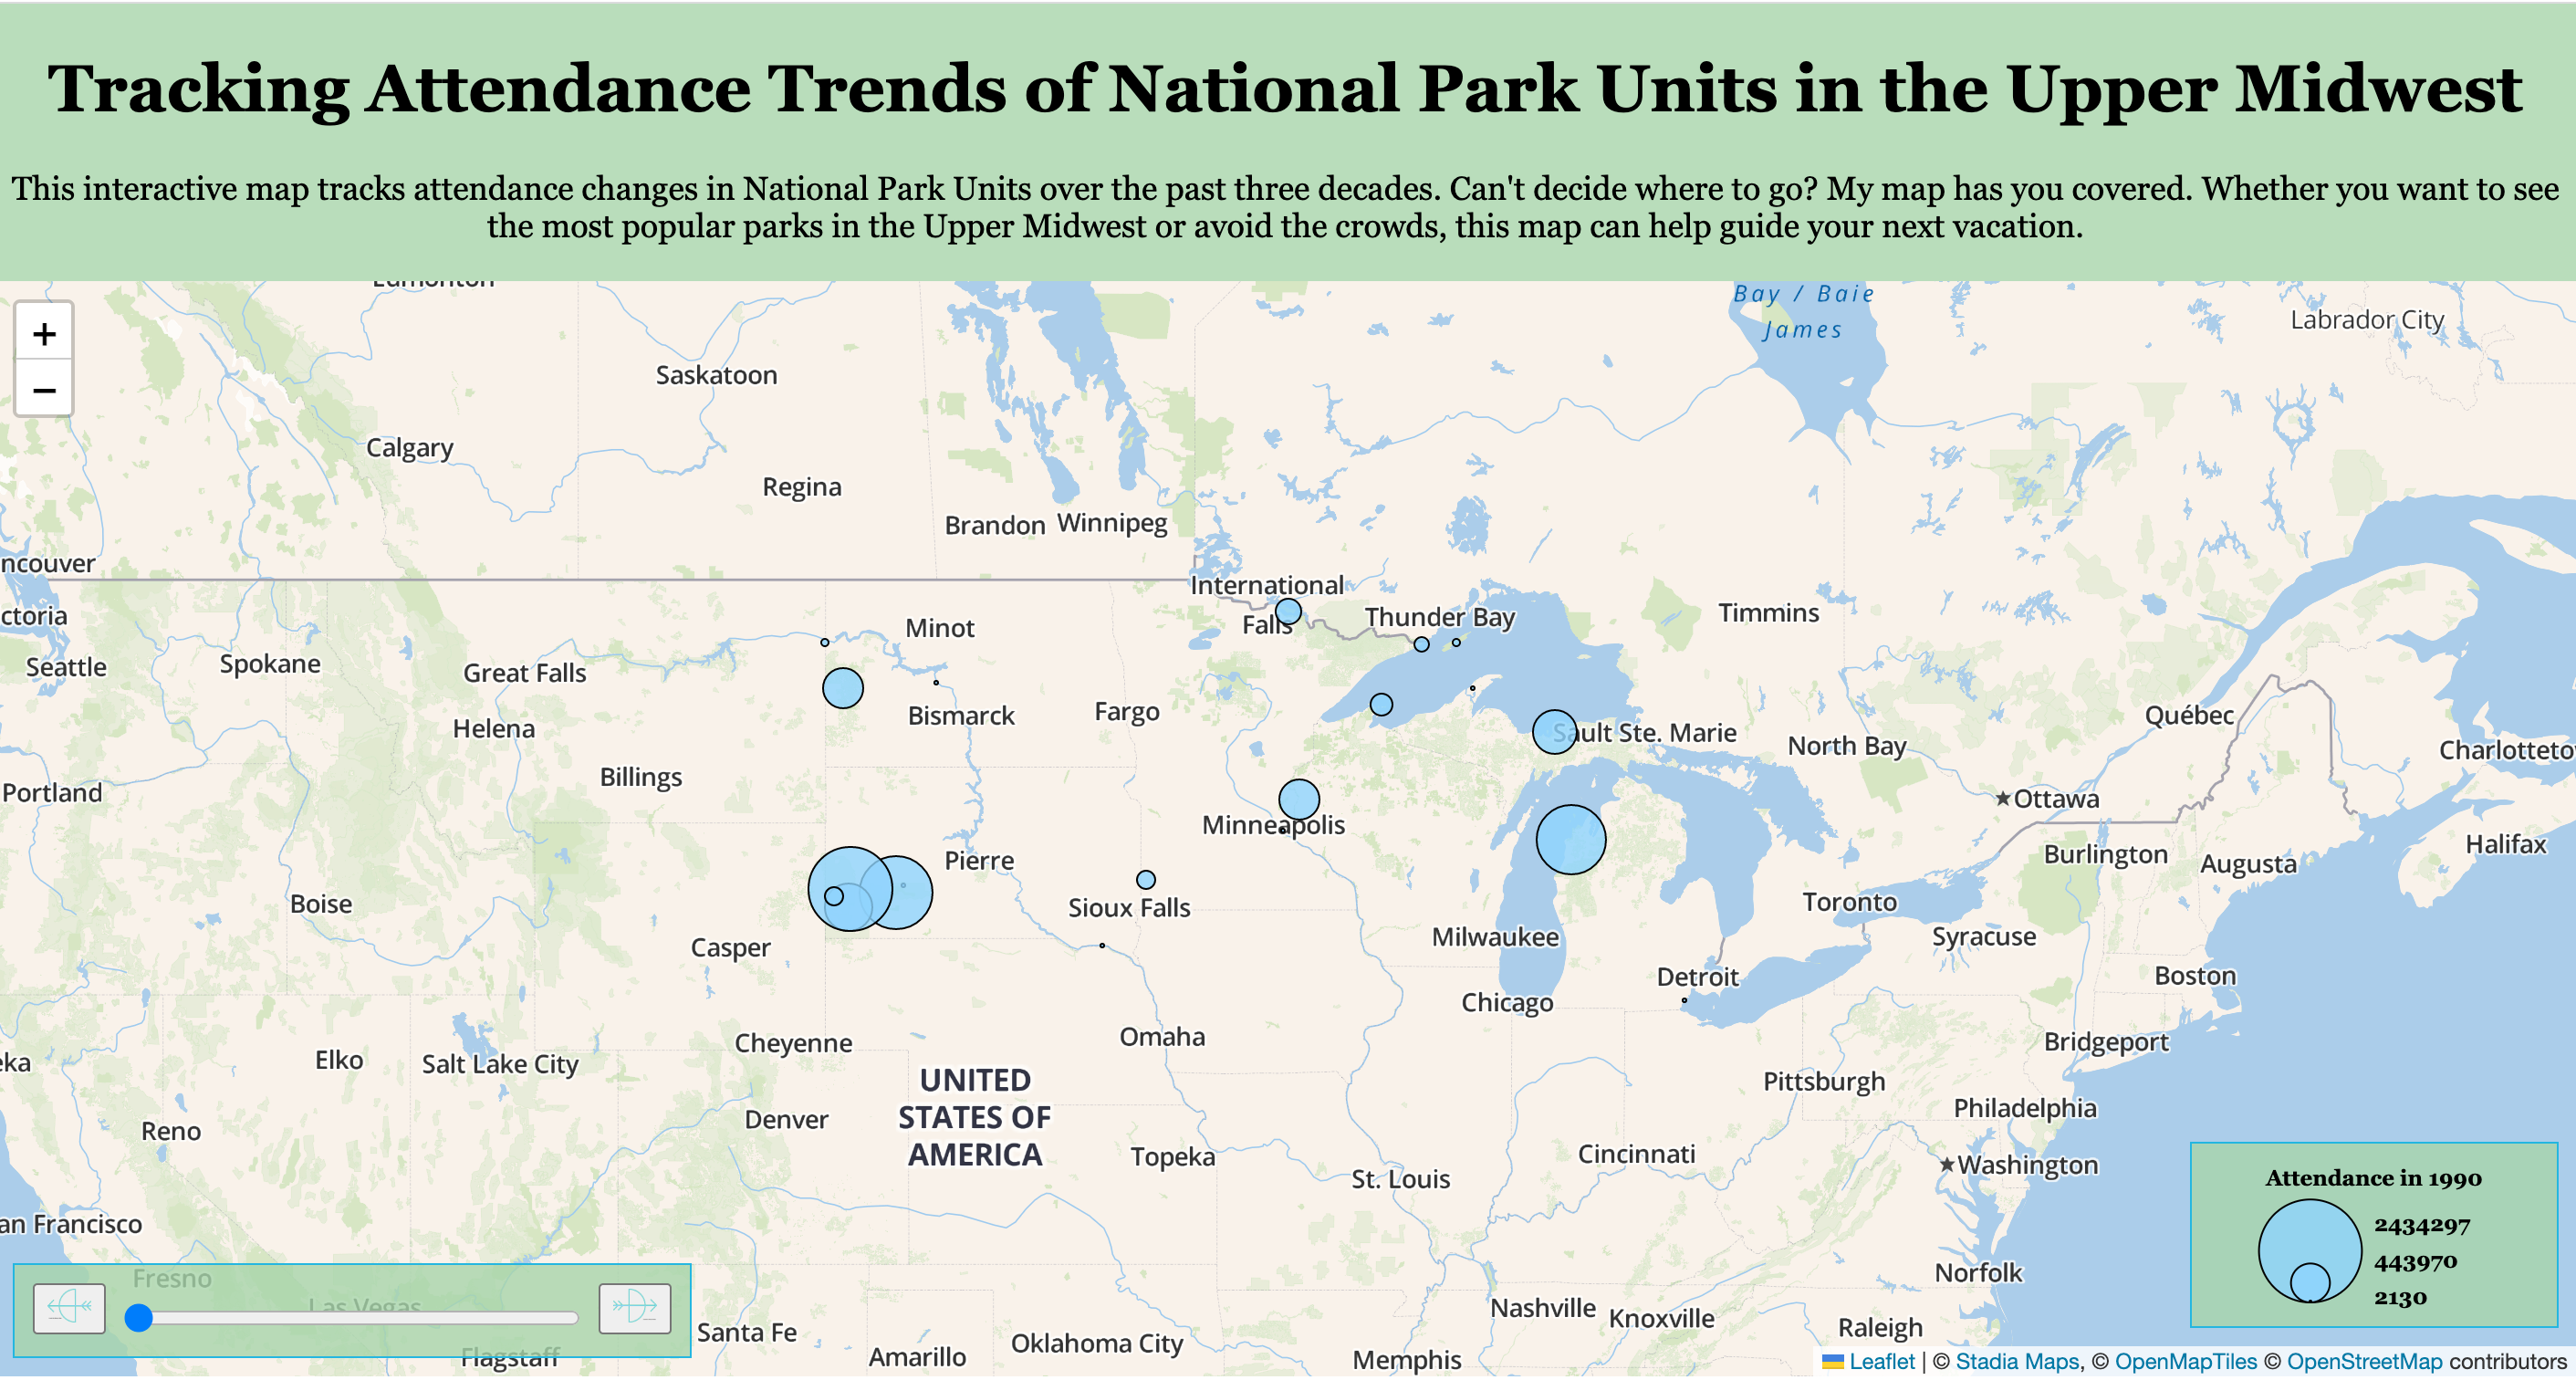 Tracking Attendance Trends of National Park Units in the Upper Midwest
This interactive map tracks attendance changes in National Park Units over the past three decades. Can't decide where to go? My map has you covered. Whether you want to see
the most popular parks in the Upper Midwest or avoid the crowds, this map can help guide your next vacation.
Edmonton
Bay / Baie
James
Labrador City
+
−
Saskatoon
Calgary
Regina
Brandon
Winnipeg
ncouver
International
Falls
ctoria
Thunder Bay
Timmins
Minot
Seattle
Spokane
Great Falls
Helena
Bismarck
Fargo
Québec
Sault Ste. Marie
North Bay
Charlotteto
Billings
Portland
Ottawa
Minneapolis
Halifax
Pierre
Burlington
Augusta
Boise
Sioux Falls
Toronto
Casper
Milwaukee
Syracuse
Detroit
Boston
Chicago
Omaha
Cheyenne
Bridgeport
eka
Elko
Salt Lake City
UNITED
STATES OF
AMERICA
Pittsburgh
Denver
Philadelphia
Reno
Topeka
Cincinnati
Washington
St. Louis
Attendance in 1990
2434297
443970
2130
an Francisco
Fresno
Las Vegas
Norfolk
Nashville
Knoxville
Raleigh
Santa Fe
Oklahoma City
Flagstaff
Amarillo
Memphis
Leaflet | © Stadia Maps, © OpenMapTiles © OpenStreetMap contributors